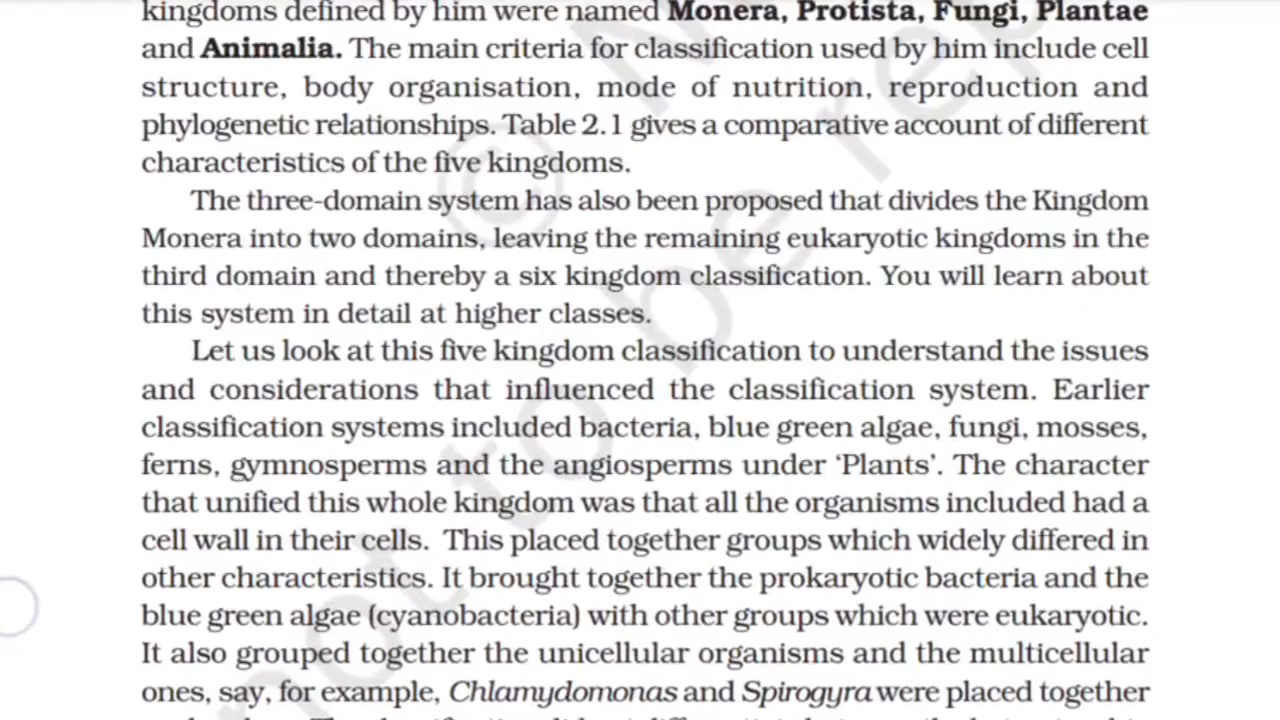 kingdoms defined by him were named Monera, Protista, Fungi, Plantae
and Animalia. The main criteria for classification used by him include cell
structure, body organisation, mode of nutrition, reproduction and
phylogenetic relationships. Table 2.1 gives a comparative account of different
characteristics of the five kingdoms.
The three-domain system has also been proposed that divides the Kingdom
Monera into two domains, leaving the remaining eukaryotic kingdoms in the
third domain and thereby a six kingdom classification. You will learn about
this system in detail at higher classes.
Let us look at this five kingdom classification to understand the issues
and considerations that influenced the classification system. Earlier
classification systems included bacteria, blue green algae, fungi, mosses,
ferns, gymnosperms and the angiosperms under ‘Plants’. The character
that unified this whole kingdom was that all the organisms included had a
cell wall in their cells. This placed together groups which widely differed in
other characteristics. It brought together the prokaryotic bacteria and the
blue green algae (cyanobacteria) with other groups which were eukaryotic.
It also grouped together the unicellular organisms and the multicellular
ones, say, for example, Chlamydomonas and Spirogyra were placed together
© N
not to be rep